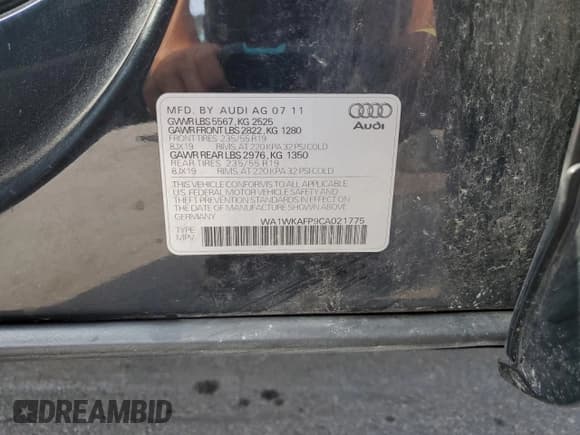 MFD. BY AUDI AG 07 11
GVWR LBS 5567, KG 2525
GAWR FRONT LBS 2822, KG 1280
FRONT TIRES 235/55 R19
8JX19 RIMS, AT 220 KPA 32 PSI COLD
GAWR REAR LBS 2976, KG 1350
REAR TIRES 235/55 R19
8JX19 RIMS, AT 220 KPA 32 PSI COLD
THIS VEHICLE CONFORMS TO ALL APPLICABLE
U.S. FEDERAL MOTOR VEHICLE SAFETY AND
THEFT PREVENTION STANDARDS IN EFFECT ON
THE DATE OF MANUFACTURE SHOWN ABOVE
GERMANY
WA1WKAFP9CA021775
TYPE:
MPV
Audi
DREAMBID